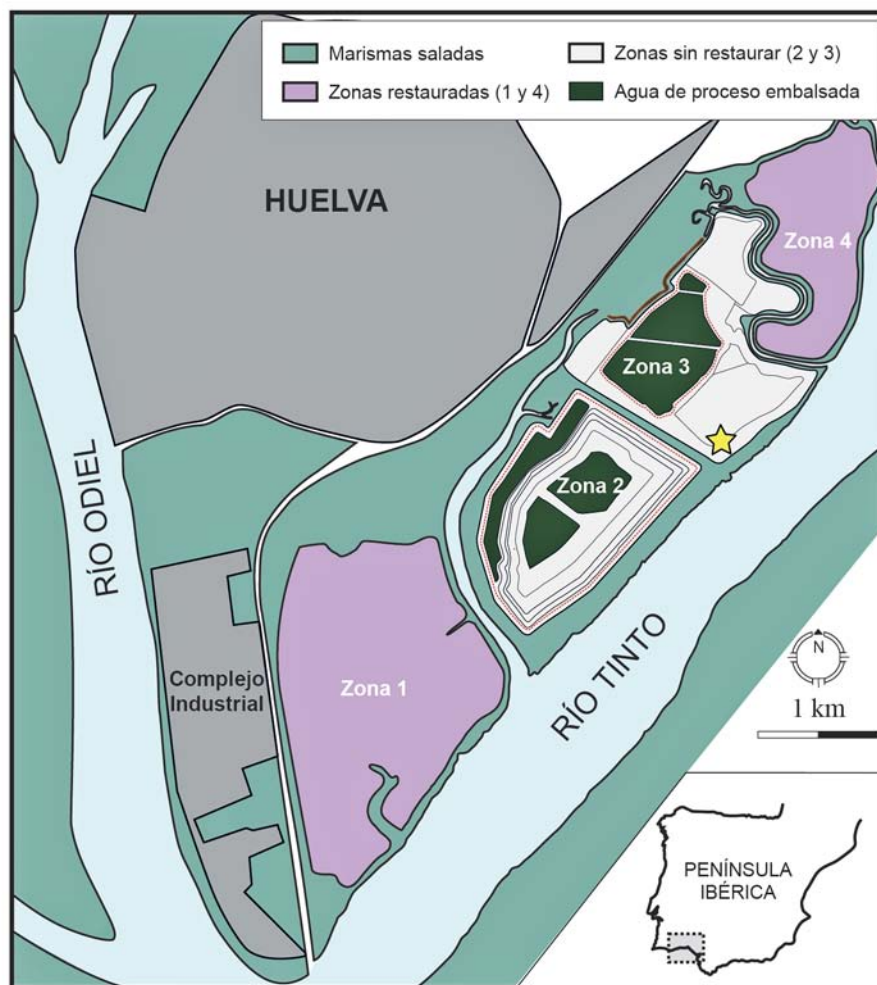 Marismas saladas
Zonas restauradas (1 y 4)
Zonas sin restaurar (2 y 3)
Agua de proceso embalsada
HUELVA
Zona 4
Zona 3
Zona 2
RÍO ODIEL
Zona 1
Complejo
Industrial
RÍO TINTO
N
1 km
PENÍNSULA
IBÉRICA